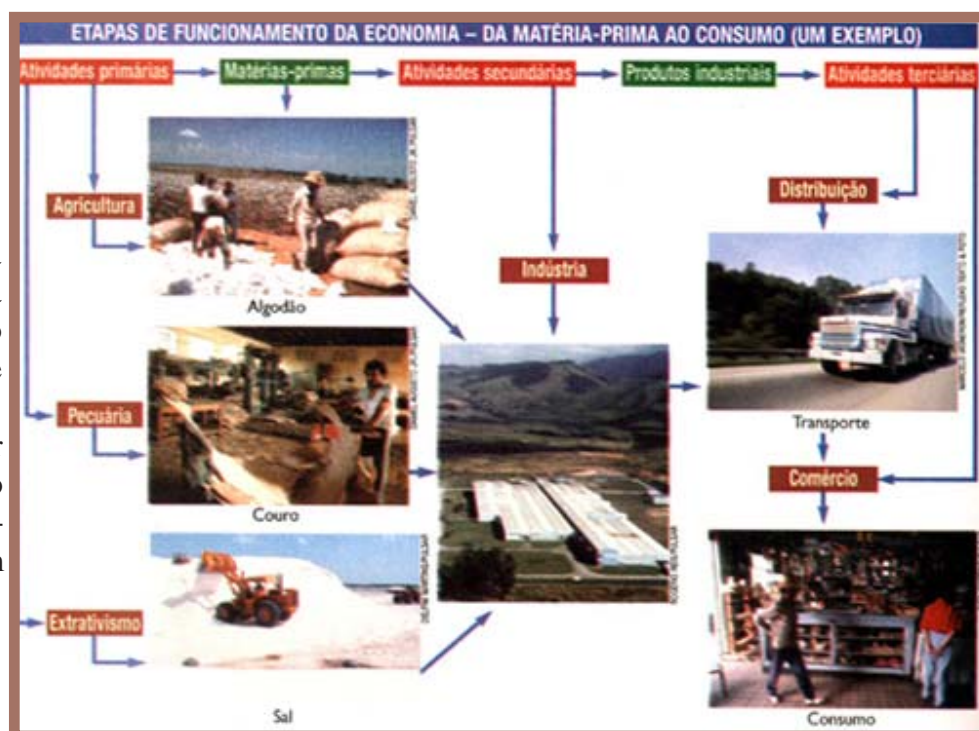 ETAPAS DE FUNCIONAMENTO DA ECONOMIA – DA MATÉRIA-PRIMA AO CONSUMO (UM EXEMPLO)
Atividades primárias
Matérias-primas
Atividades secundárias
Produtos industriais
Atividades terciárias
Agricultura
Algodão
Pecuária
Couro
Extrativismo
Sal
Indústria
Distribuição
Transporte
Comércio
Consumo